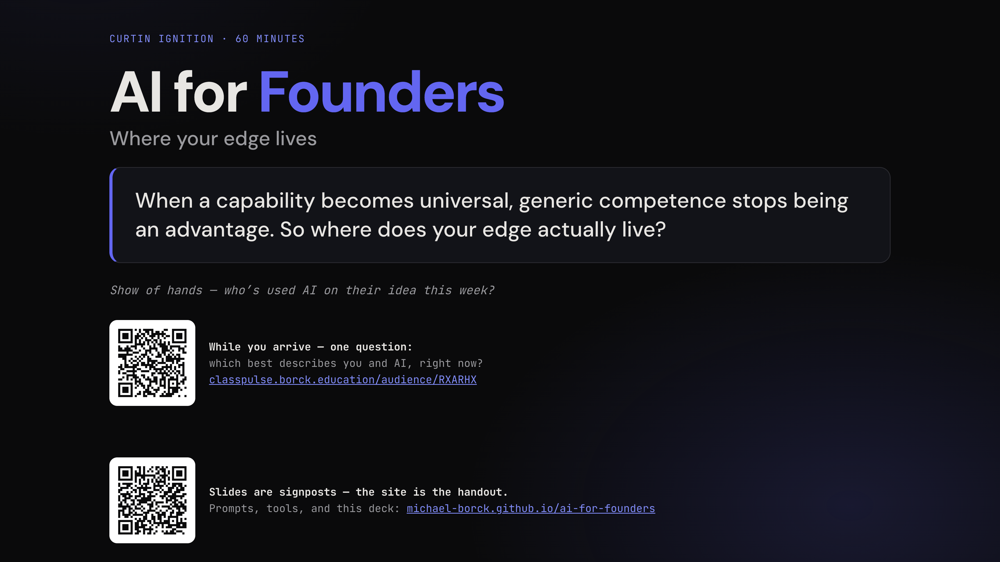 CURTIN IGNITION · 60 MINUTES
AI for Founders
Where your edge lives
When a capability becomes universal, generic competence stops being
an advantage. So where does your edge actually live?
Show of hands — who’s used AI on their idea this week?
While you arrive — one question:
which best describes you and AI, right now?
classpulse.borck.education/audience/RXARHX
Slides are signposts — the site is the handout.
Prompts, tools, and this deck: michael-borck.github.io/ai-for-founders